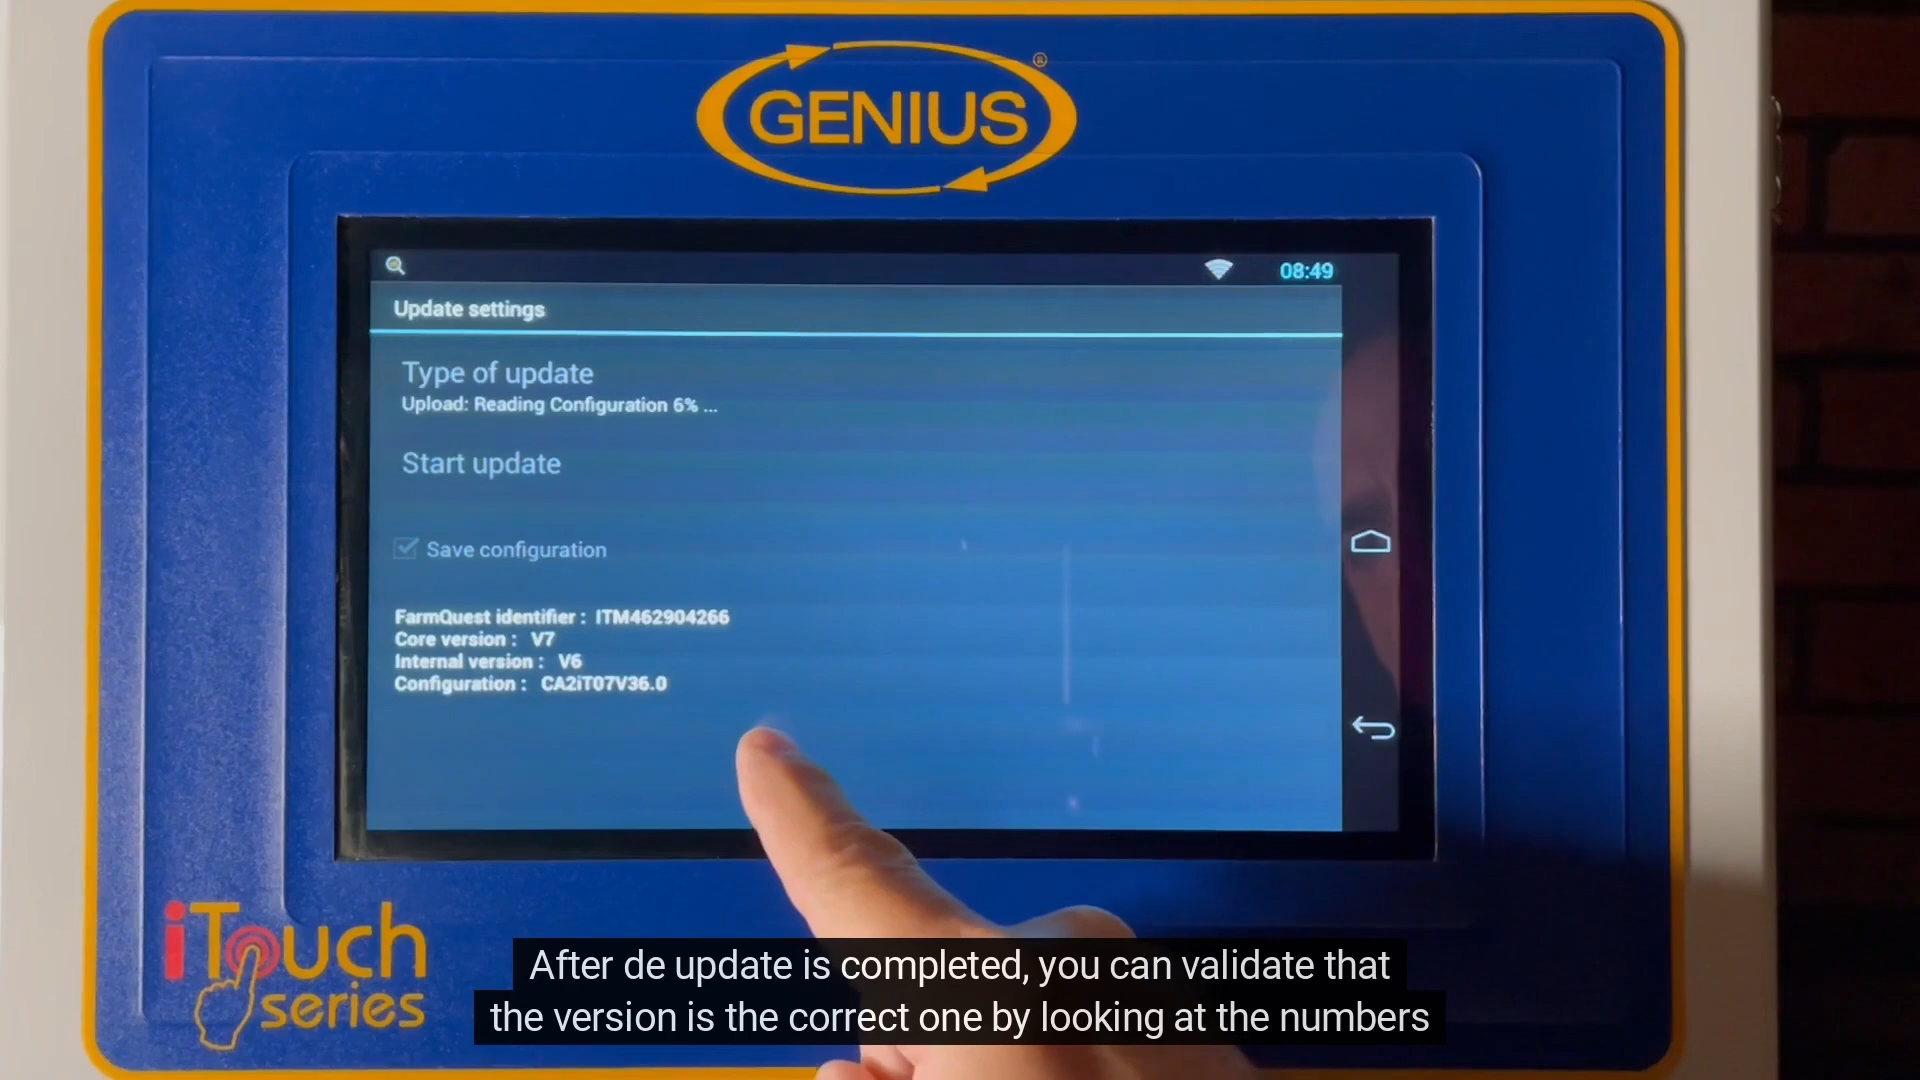 GENIUS®
08:49
Update settings
Type of update
Upload: Reading Configuration 6% ...
Start update
Save configuration
FarmQuest identifier : ITM462904266
Core version : V7
Internal version : V6
Configuration : CA2iT07V36.0
iTouch
series
After de update is completed, you can validate that
the version is the correct one by looking at the numbers